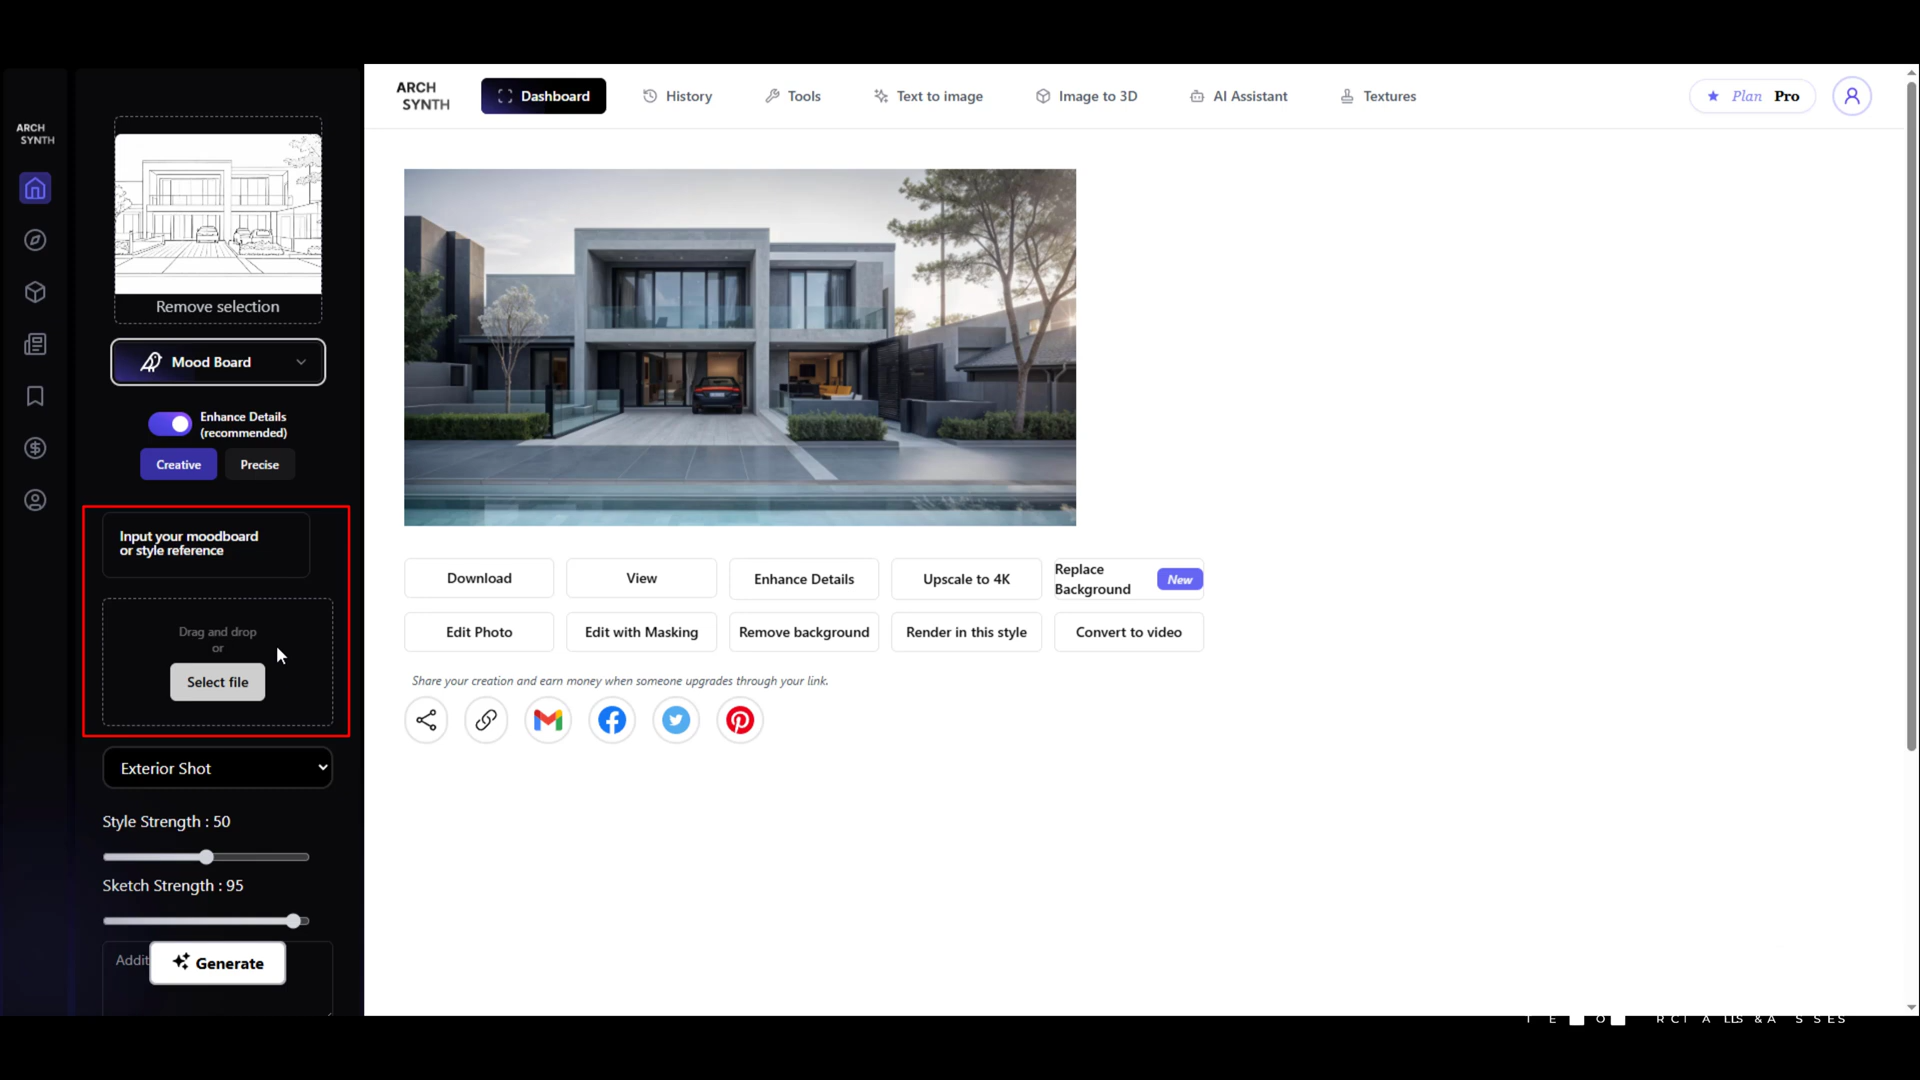 ARCH
SYNTH
Remove selection
Mood Board
Enhance Details
(recommended)
Creative
Precise
Input your moodboard
or style reference
Drag and drop
or
Select file
Exterior Shot
Style Strength : 50
Sketch Strength : 95
Addit
Generate
ARCH
SYNTH
Dashboard
History
Tools
Text to image
Image to 3D
AI Assistant
Textures
Plan Pro
Download
View
Enhance Details
Upscale to 4K
Replace
Background
New
Edit Photo
Edit with Masking
Remove background
Render in this style
Convert to video
Share your creation and earn money when someone upgrades through your link.